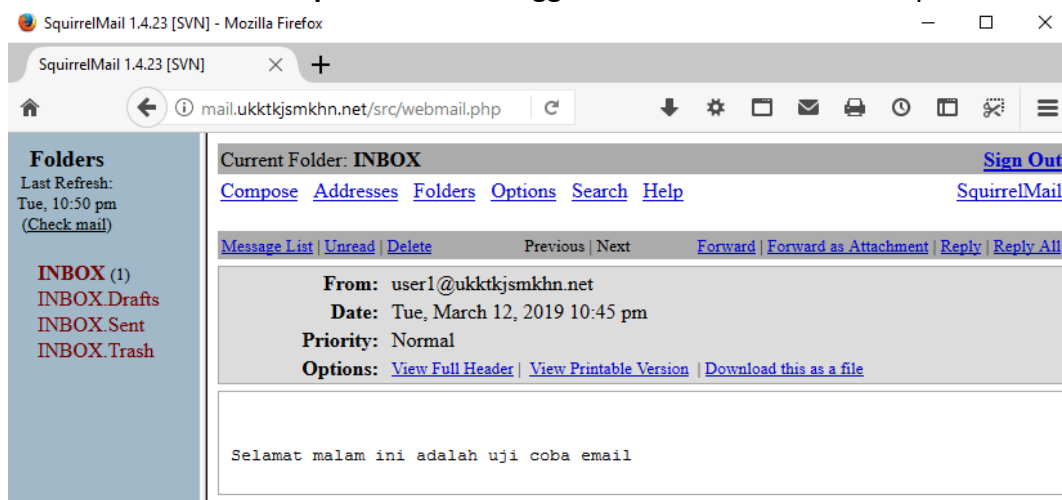 SquirrelMail 1.4.23 [SVN] - Mozilla Firefox
SquirrelMail 1.4.23 [SVN]
mail.ukktkjsmkhn.net/src/webmail.php
Folders
Last Refresh:
Tue, 10:50 pm
(Check mail)
INBOX (1)
INBOX.Drafts
INBOX.Sent
INBOX.Trash
Current Folder: INBOX Sign Out
Compose Addresses Folders Options Search Help SquirrelMail
Message List | Unread | Delete Previous | Next Forward | Forward as Attachment | Reply | Reply All
From: user1@ukktkjsmkhn.net
Date: Tue, March 12, 2019 10:45 pm
Priority: Normal
Options: View Full Header | View Printable Version | Download this as a file
Selamat malam ini adalah uji coba email